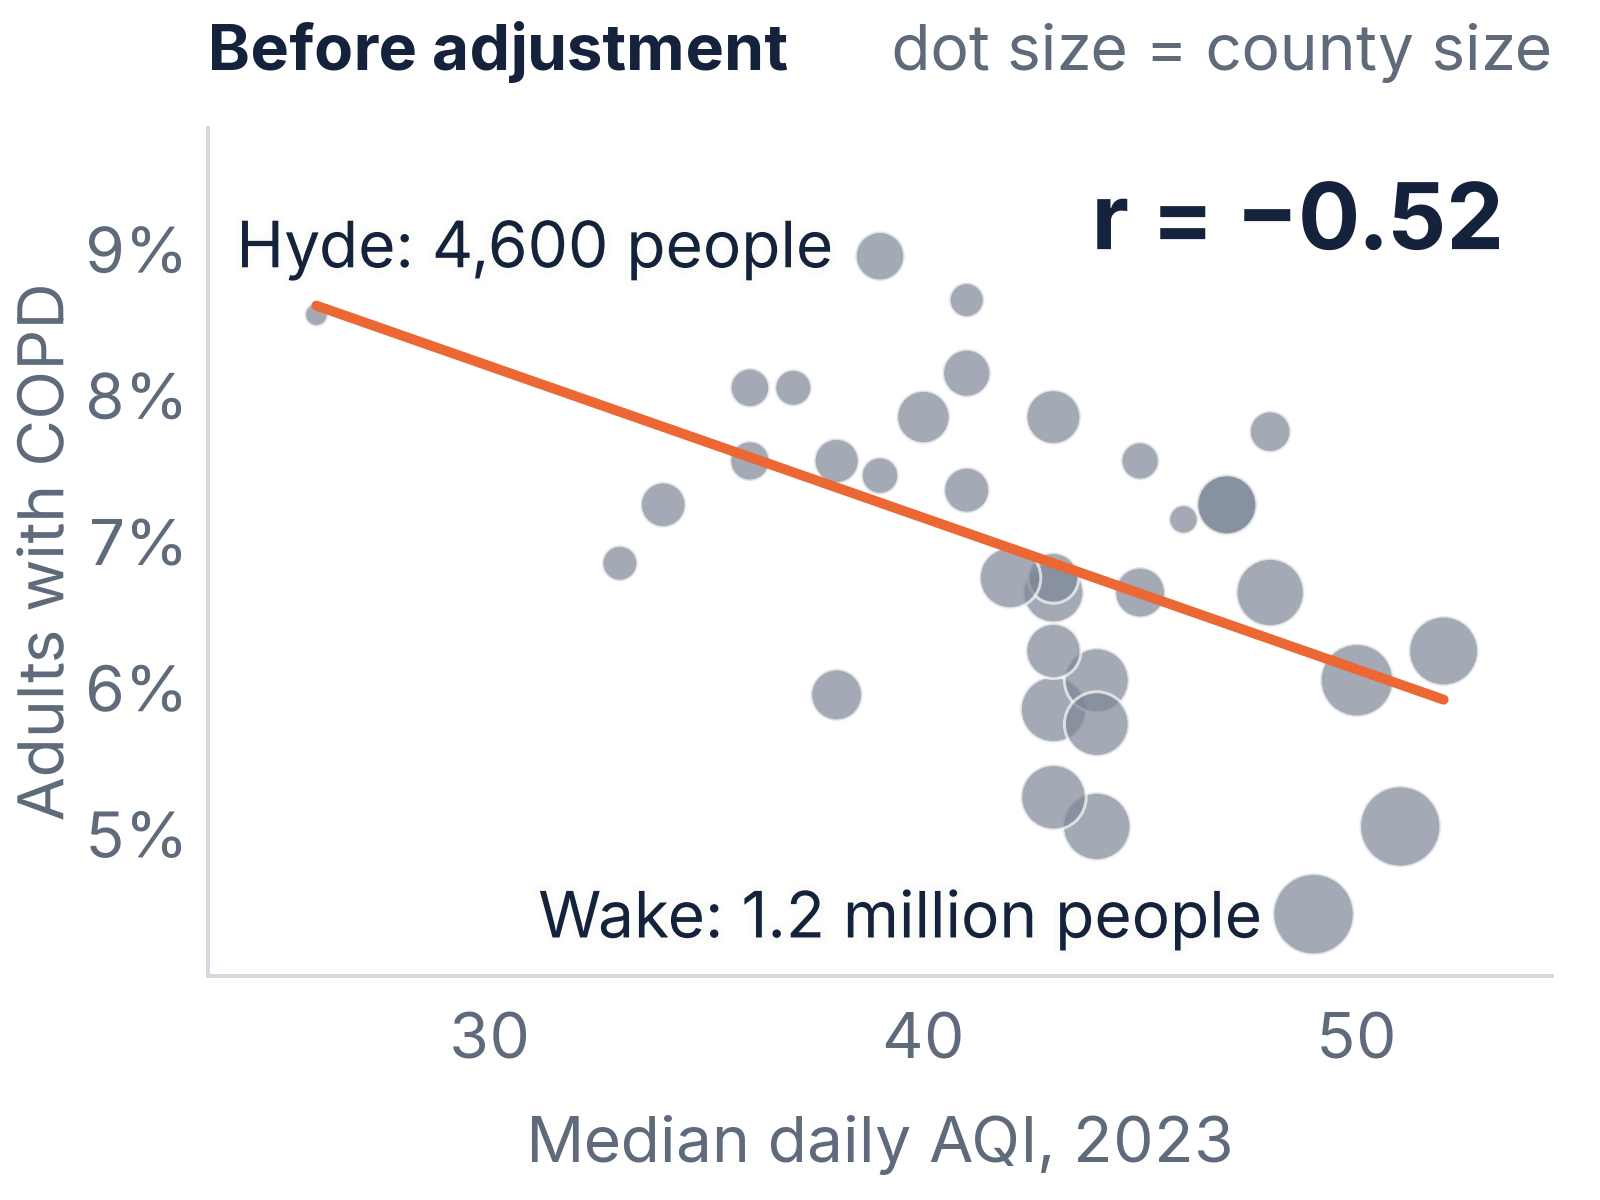 Before adjustment
dot size = county size
r = −0.52
Hyde: 4,600 people
9%
8%
7%
6%
5%
Adults with COPD
Wake: 1.2 million people
30
40
50
Median daily AQI, 2023